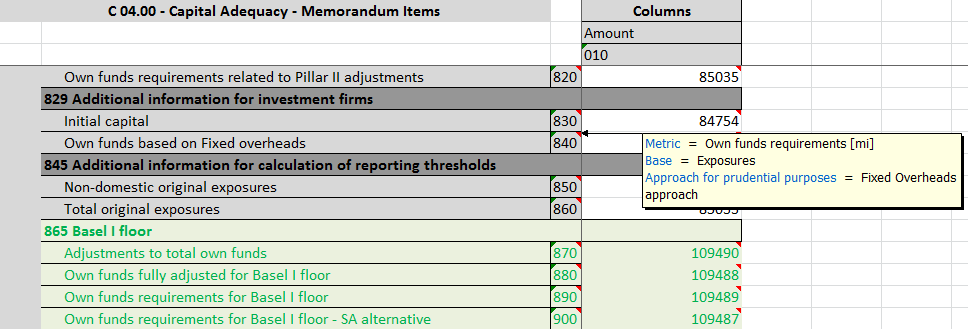 C 04.00 - Capital Adequacy - Memorandum Items Columns
Amount
010
Own funds requirements related to Pillar II adjustments 820 85035
829 Additional information for investment firms
Initial capital 830 84754
Own funds based on Fixed overheads 840
Metric = Own funds requirements [mi]
Base = Exposures
Approach for prudential purposes = Fixed Overheads
approach
845 Additional information for calculation of reporting thresholds
Non-domestic original exposures 850
Total original exposures 860
865 Basel I floor
Adjustments to total own funds 870 109490
Own funds fully adjusted for Basel I floor 880 109488
Own funds requirements for Basel I floor 890 109489
Own funds requirements for Basel I floor - SA alternative 900 109487